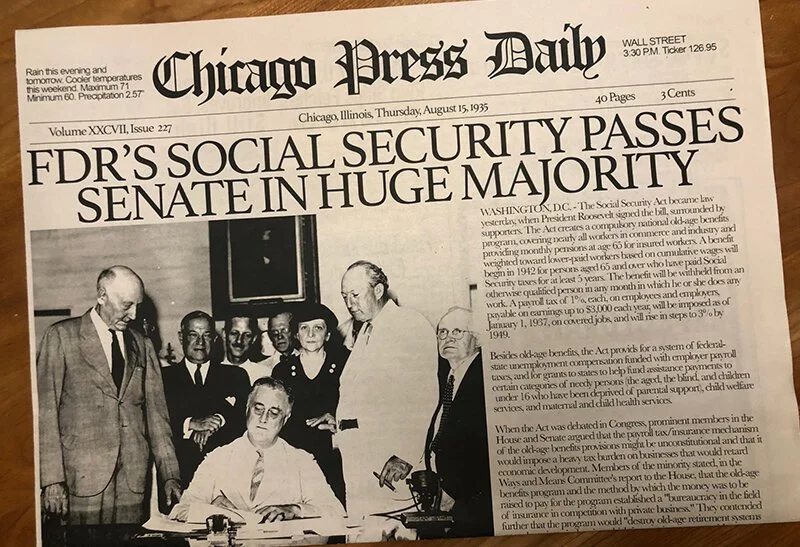 Rain this evening and
tomorrow. Cooler temperatures
this weekend. Maximum 71
Minimum 60. Precipitation 2.57"
Chicago Press Daily
WALL STREET
3:30 P.M. Ticker 126.95
Volume XXCVII, Issue 227
Chicago, Illinois, Thursday, August 15, 1935
40 Pages
3 Cents
FDR'S SOCIAL SECURITY PASSES
SENATE IN HUGE MAJORITY
WASHINGTON, D.C. - The Social Security Act became law
yesterday, when President Roosevelt signed the bill, surrounded by
supporters. The Act creates a compulsory national old-age benefits
program, covering nearly all workers in commerce and industry and
providing monthly pensions at age 65 for insured workers. A benefit
weighted toward lower-paid workers based on cumulative wages will
begin in 1942 for persons aged 65 and over who have paid Social
Security taxes for at least 5 years. The benefit will be withheld from an
otherwise qualified person in any month in which he or she does any
work. A payroll tax of 1%, each, on employees and employers,
payable on earnings up to $3,000 each year, will be imposed as of
January 1, 1937, on covered jobs, and will rise in steps to 3% by
1949.
Besides old-age benefits, the Act provides for a system of federal-
state unemployment compensation funded with employer payroll
taxes, and for grants to states to help fund assistance payments to
certain categories of needy persons (the aged, the blind, and children
under 16 who have been deprived of parental support), child welfare
services, and maternal and child health services.
When the Act was debated in Congress, prominent members in the
House and Senate argued that the payroll tax/insurance mechanism
of the old-age benefits provisions might be unconstitutional and that it
would impose a heavy tax burden on businesses that would retard
economic development. Members of the minority stated, in the
Ways and Means Committee's report to the House, that the old-age
benefits program and the method by which the money was to be
raised to pay for the program established a "bureaucracy in the field
of insurance in competition with private business." They contended
further that the program would "destroy old-age retirement systems